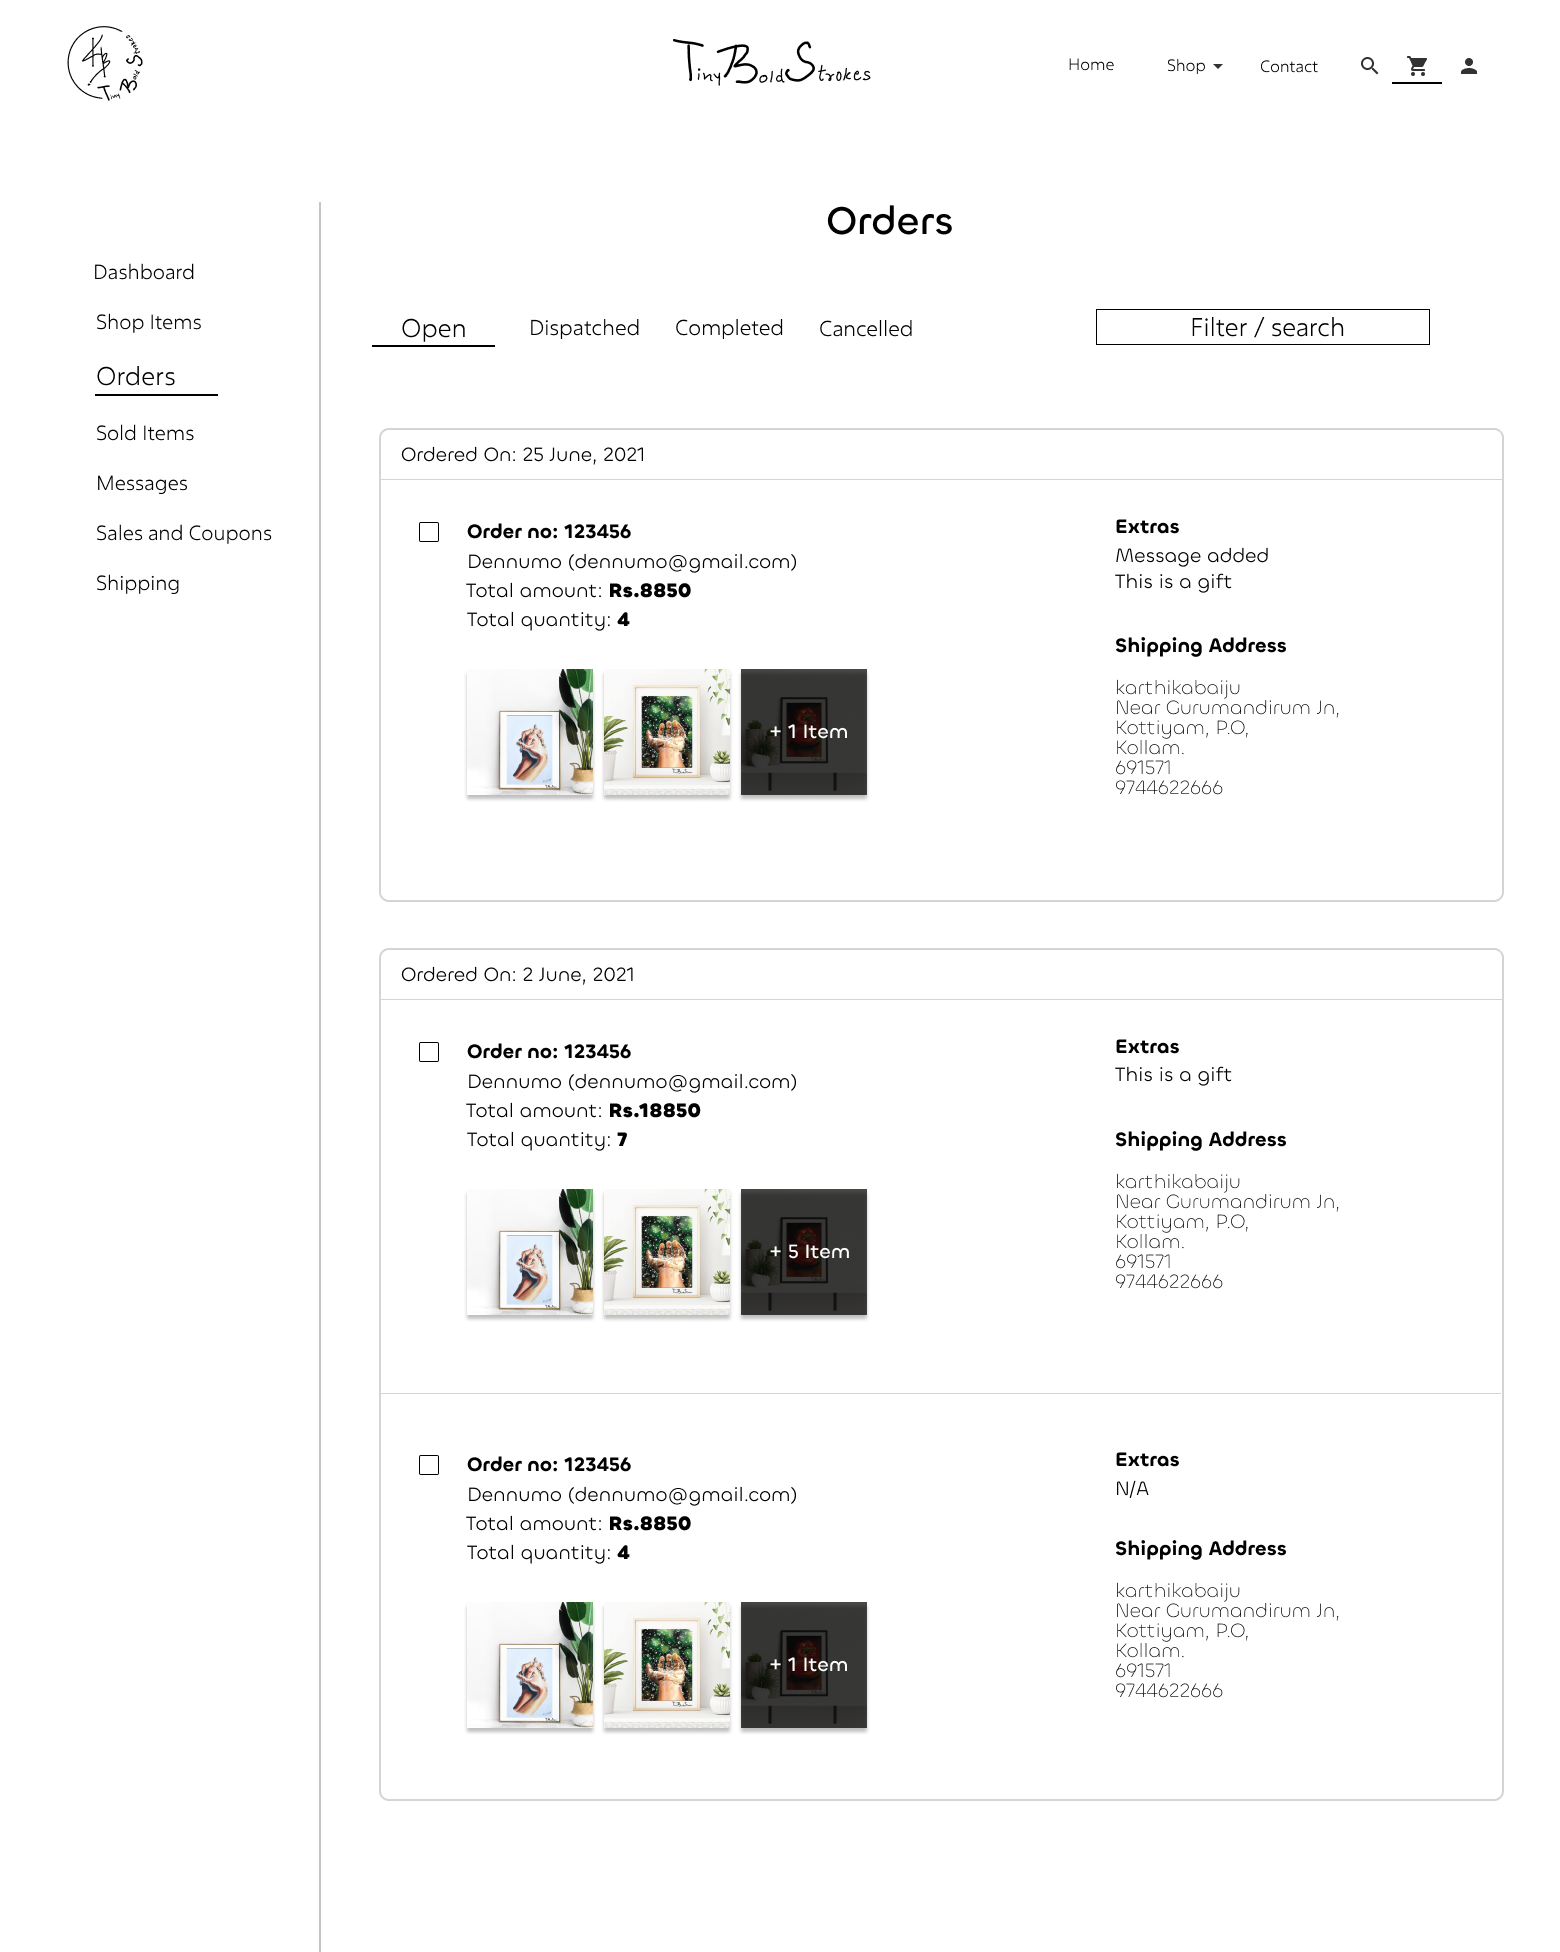 KB
Tiny Bold Strokes
TinyBoldStrokes
Home
Shop
Contact
Orders
Dashboard
Shop Items
Orders
Sold Items
Messages
Sales and Coupons
Shipping
Open
Dispatched
Completed
Cancelled
Filter / search
Ordered On: 25 June, 2021
Order no: 123456
Dennumo (dennumo@gmail.com)
Total amount: Rs.8850
Total quantity: 4
+ 1 Item
Extras
Message added
This is a gift
Shipping Address
karthikabaiju
Near Gurumandirum Jn,
Kottiyam, P.O,
Kollam.
691571
9744622666
Ordered On: 2 June, 2021
Order no: 123456
Dennumo (dennumo@gmail.com)
Total amount: Rs.18850
Total quantity: 7
+ 5 Item
Extras
This is a gift
Shipping Address
karthikabaiju
Near Gurumandirum Jn,
Kottiyam, P.O,
Kollam.
691571
9744622666
Order no: 123456
Dennumo (dennumo@gmail.com)
Total amount: Rs.8850
Total quantity: 4
+ 1 Item
Extras
N/A
Shipping Address
karthikabaiju
Near Gurumandirum Jn,
Kottiyam, P.O,
Kollam.
691571
9744622666